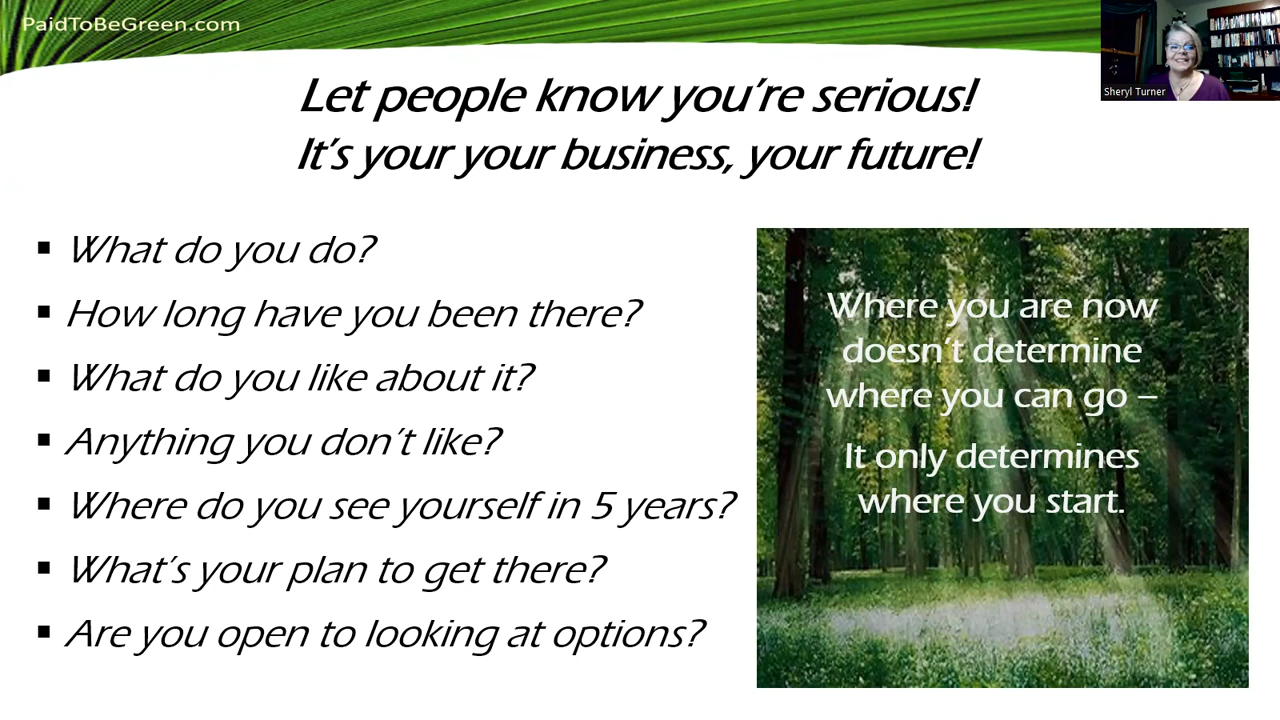 PaidToBeGreen.com
Sheryl Turner
Let people know you're serious!
It's your your business, your future!
▪ What do you do?
▪ How long have you been there?
▪ What do you like about it?
▪ Anything you don't like?
▪ Where do you see yourself in 5 years?
▪ What's your plan to get there?
▪ Are you open to looking at options?
Where you are now
doesn't determine
where you can go –
It only determines
where you start.